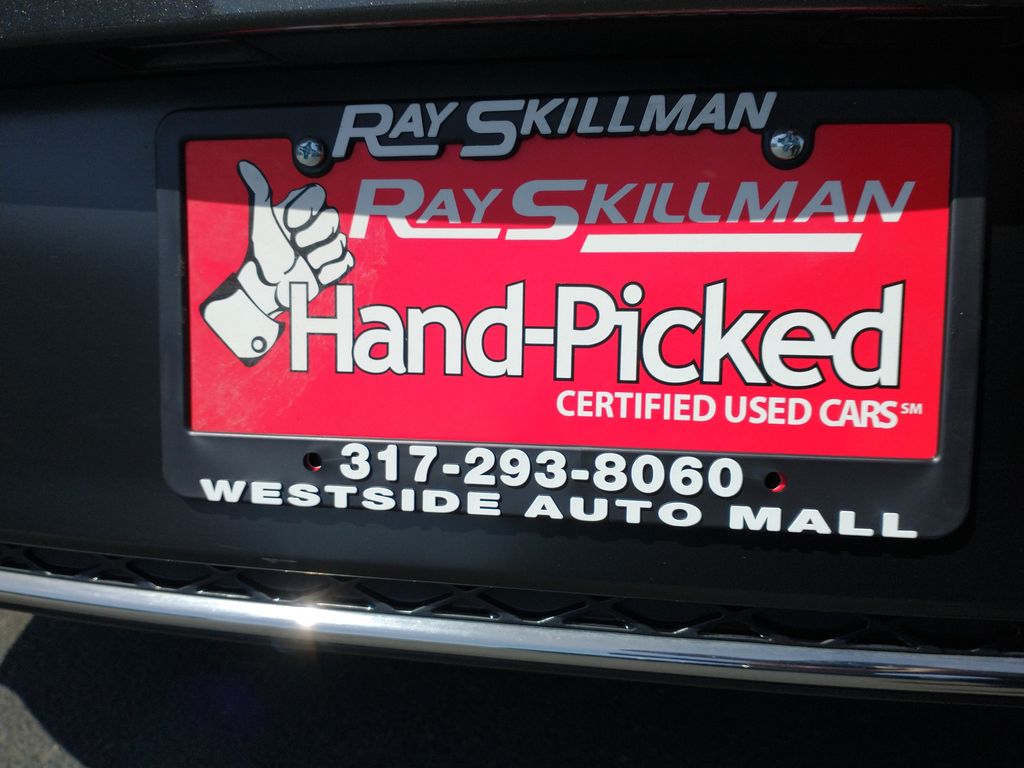 RAY SKILLMAN
RAY SKILLMAN
Hand-Picked
CERTIFIED USED CARS℠
317-293-8060
WESTSIDE AUTO MALL